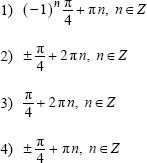 1) (−1)ⁿ π/4 + πn, n∈Z
2) ± π/4 + 2πn, n∈Z
3) π/4 + 2πn, n∈Z
4) ± π/4 + πn, n∈Z